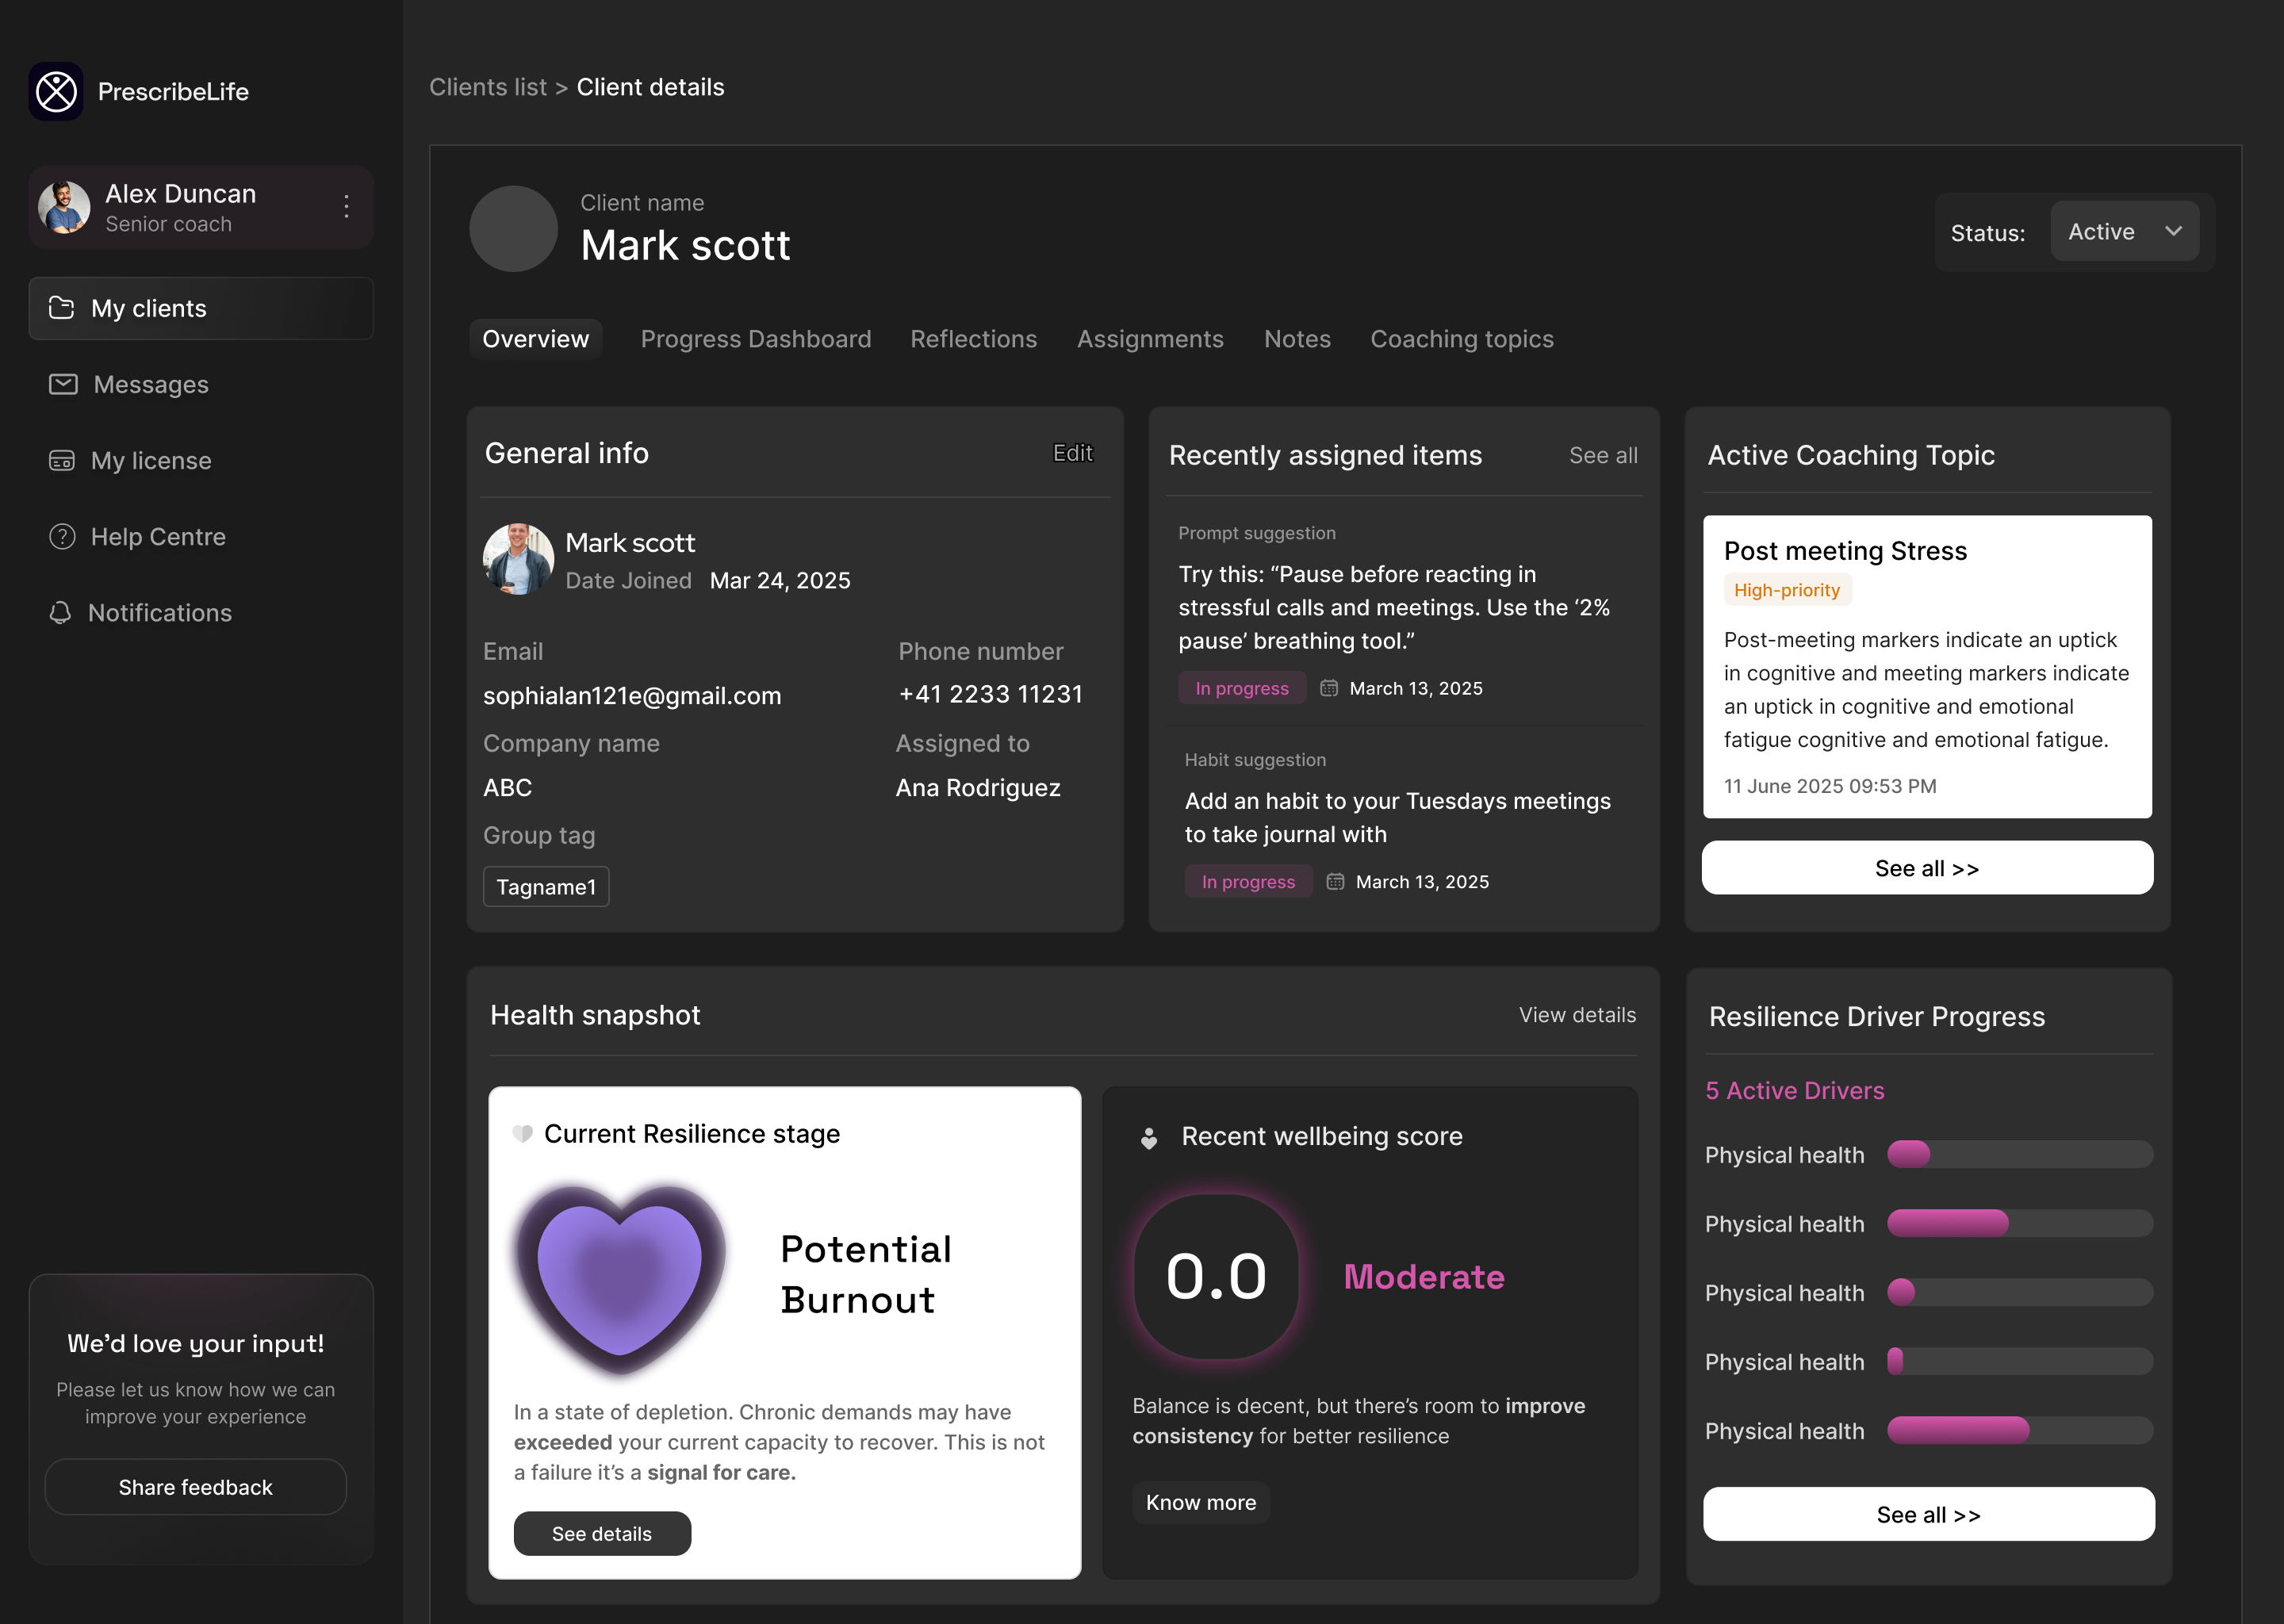 PrescribeLife
Alex Duncan
Senior coach
My clients
Messages
My license
Help Centre
Notifications
We'd love your input!
Please let us know how we can
improve your experience
Share feedback
Clients list > Client details
Client name
Mark scott
Status: Active
Overview Progress Dashboard Reflections Assignments Notes Coaching topics
General info Edit
Mark scott
Date Joined Mar 24, 2025
Email Phone number
sophialan121e@gmail.com +41 2233 11231
Company name Assigned to
ABC Ana Rodriguez
Group tag
Tagname1
Recently assigned items See all
Prompt suggestion
Try this: “Pause before reacting in
stressful calls and meetings. Use the ‘2%
pause’ breathing tool.”
In progress March 13, 2025
Habit suggestion
Add an habit to your Tuesdays meetings
to take journal with
In progress March 13, 2025
Active Coaching Topic
Post meeting Stress
High-priority
Post-meeting markers indicate an uptick
in cognitive and meeting markers indicate
an uptick in cognitive and emotional
fatigue cognitive and emotional fatigue.
11 June 2025 09:53 PM
See all >>
Health snapshot View details
Current Resilience stage
Potential
Burnout
In a state of depletion. Chronic demands may have
exceeded your current capacity to recover. This is not
a failure it’s a signal for care.
See details
Recent wellbeing score
0.0 Moderate
Balance is decent, but there’s room to improve
consistency for better resilience
Know more
Resilience Driver Progress
5 Active Drivers
Physical health
Physical health
Physical health
Physical health
Physical health
See all >>